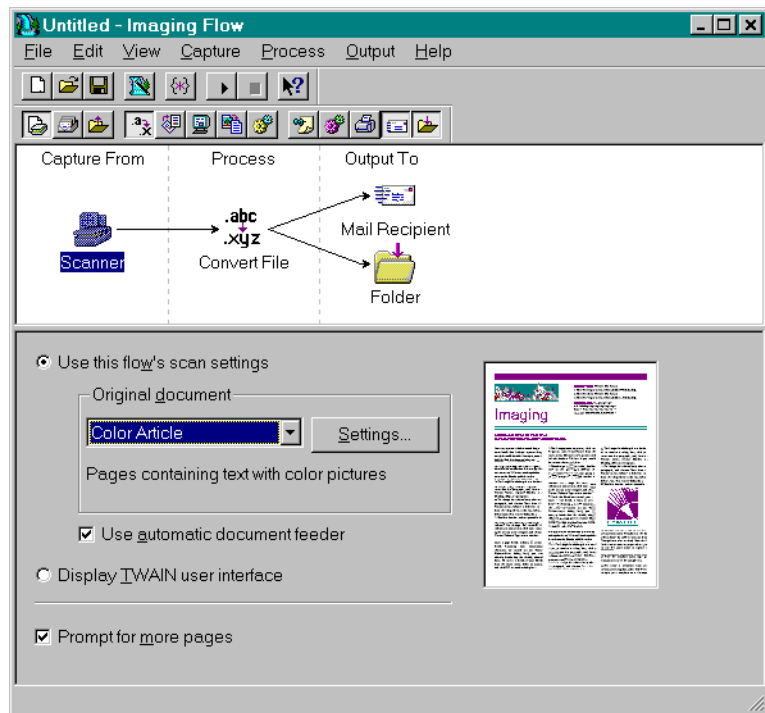 Untitled - Imaging Flow
File Edit View Capture Process Output Help
Capture From Process Output To
.abc
.xyz
Mail Recipient
Scanner Convert File
Folder
Use this flow's scan settings
Original document
Color Article Settings...
Imaging
Pages containing text with color pictures
Use automatic document feeder
Display TWAIN user interface
Prompt for more pages